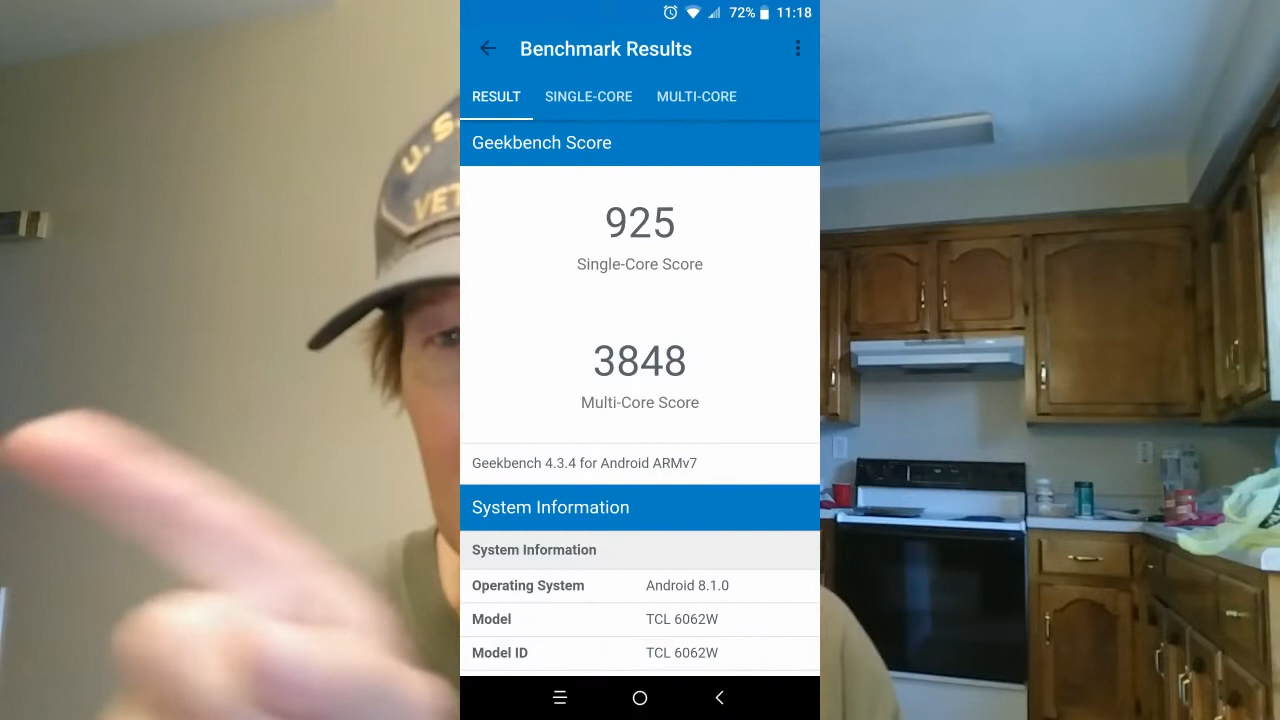 U. S.
VET
72% 11:18
Benchmark Results
RESULT SINGLE-CORE MULTI-CORE
Geekbench Score
925
Single-Core Score
3848
Multi-Core Score
Geekbench 4.3.4 for Android ARMv7
System Information
System Information
Operating System Android 8.1.0
Model TCL 6062W
Model ID TCL 6062W